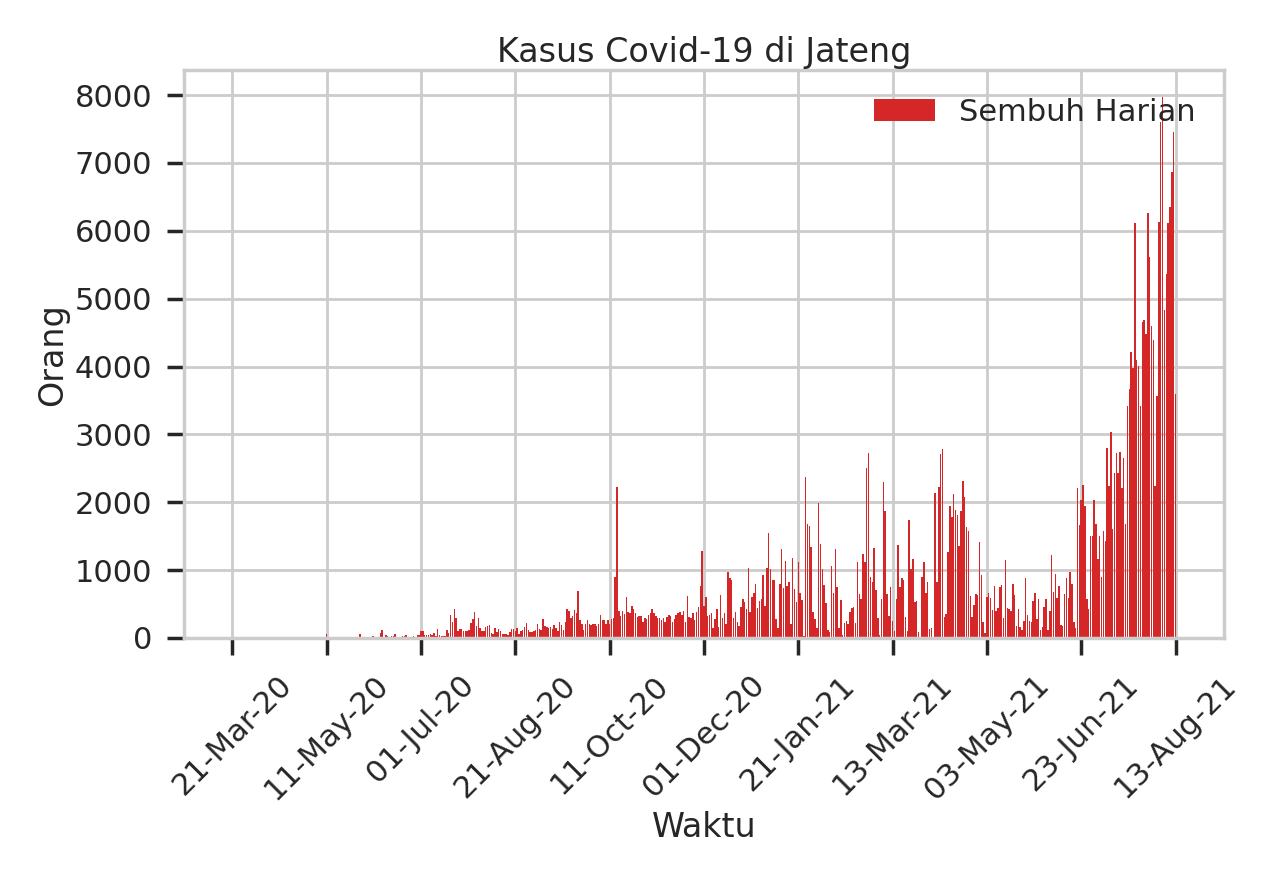 Kasus Covid-19 di Jateng
Sembuh Harian
8000
7000
6000
5000
4000
3000
2000
1000
0
Orang
21-Mar-20
11-May-20
01-Jul-20
21-Aug-20
11-Oct-20
01-Dec-20
21-Jan-21
13-Mar-21
03-May-21
23-Jun-21
13-Aug-21
Waktu